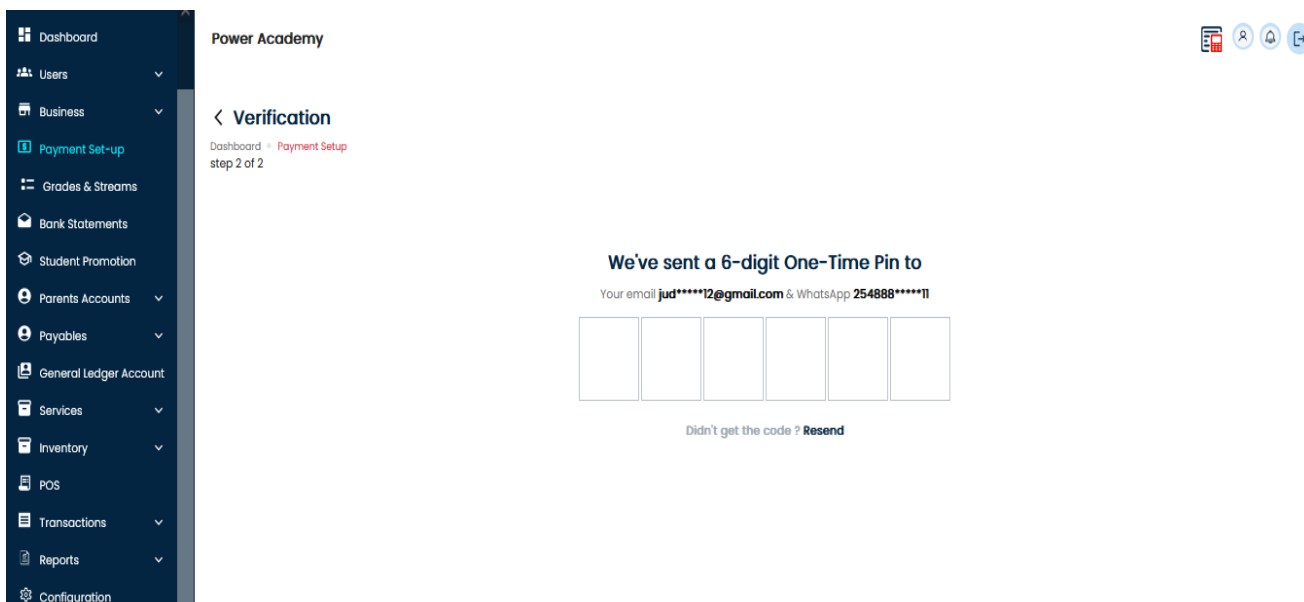 Dashboard
Users
Business
Payment Set-up
Grades & Streams
Bank Statements
Student Promotion
Parents Accounts
Payables
General Ledger Account
Services
Inventory
POS
Transactions
Reports
Configuration
Power Academy
Verification
Dashboard Payment Setup
step 2 of 2
We've sent a 6-digit One-Time Pin to
Your email jud*****12@gmail.com & WhatsApp 254888*****11
Didn't get the code ? Resend